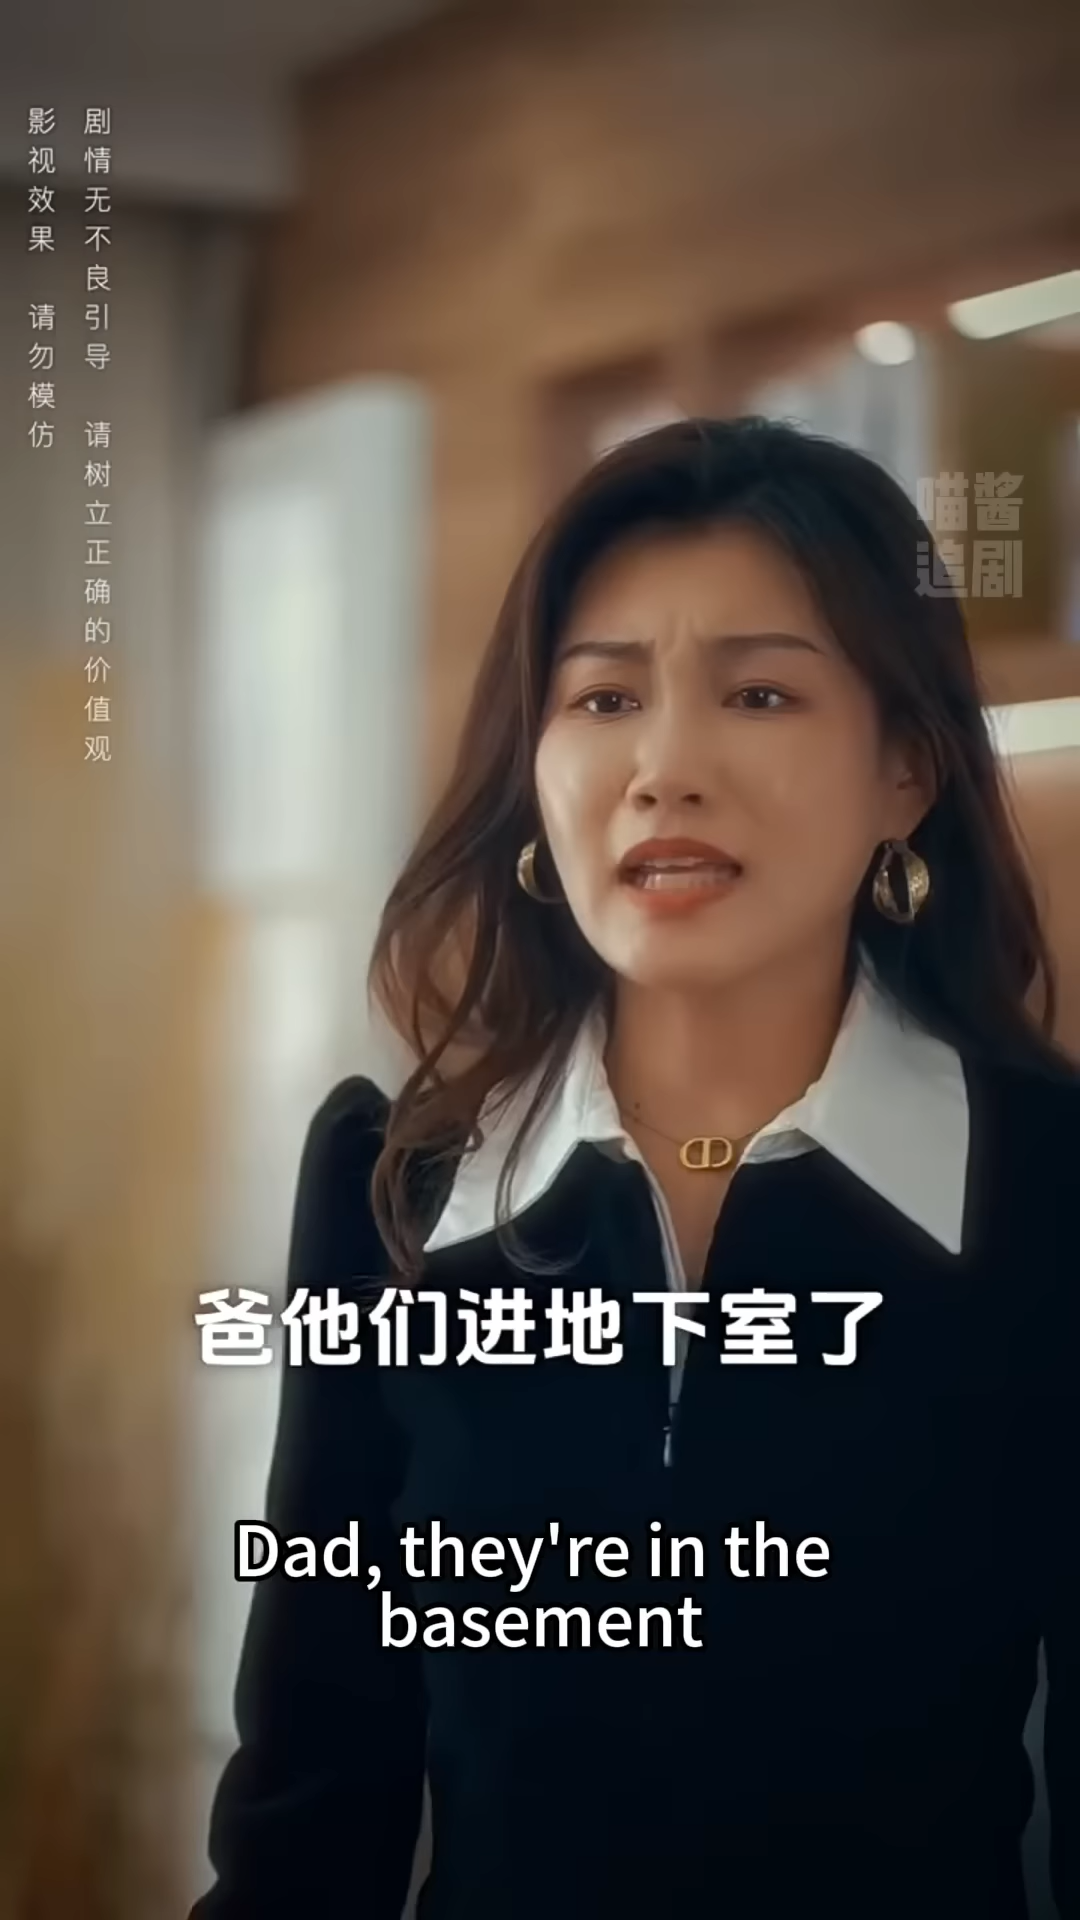 剧情无不良引导 请树立正确的价值观
影视效果 请勿模仿
喵酱
追剧
爸他们进地下室了
Dad, they're in the
basement